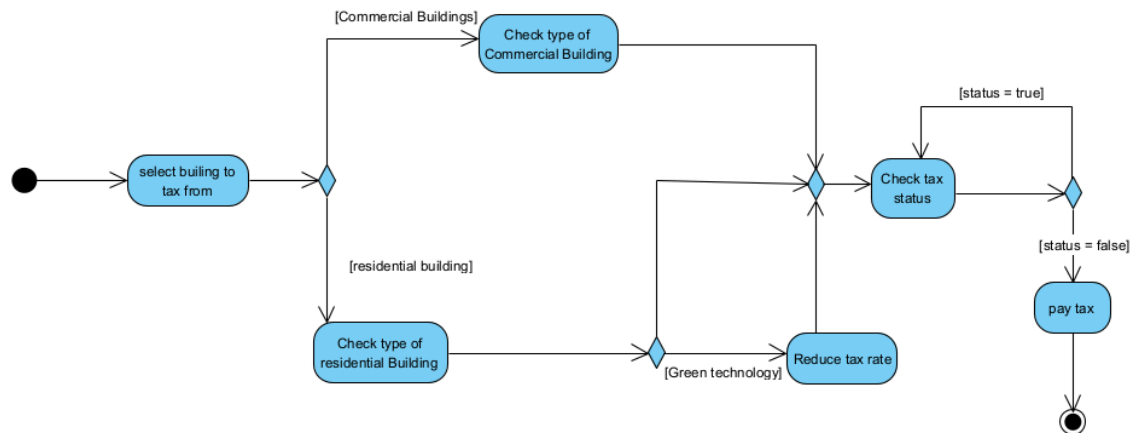 [Commercial Buildings]
Check type of
Commercial Building
[status = true]
select builing to
tax from
Check tax
status
[residential building]
[status = false]
pay tax
Check type of
residential Building
[Green technology]
Reduce tax rate